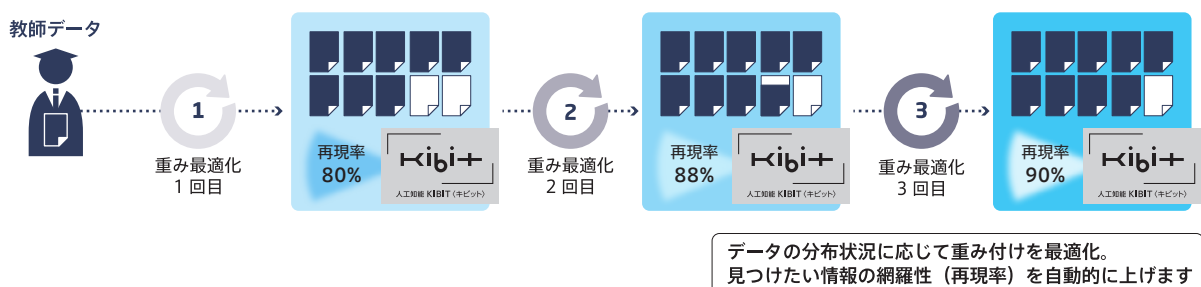 教師データ
1
重み最適化
1回目
再現率
80%
KIBIT
人工知能 KIBIT（キビット）
2
重み最適化
2回目
再現率
88%
KIBIT
人工知能 KIBIT（キビット）
3
重み最適化
3回目
再現率
90%
KIBIT
人工知能 KIBIT（キビット）
データの分布状況に応じて重み付けを最適化。
見つけたい情報の網羅性（再現率）を自動的に上げます